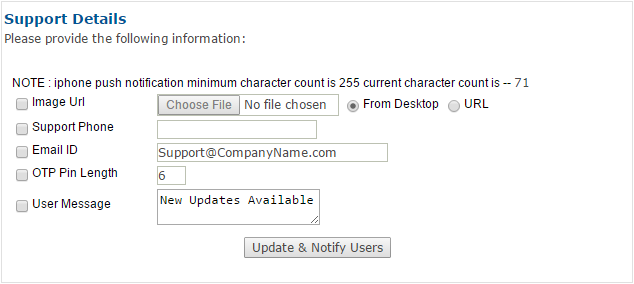 Support Details
Please provide the following information:
NOTE : iphone push notification minimum character count is 255 current character count is -- 71
Image Url Choose File No file chosen From Desktop URL
Support Phone
Email ID Support@CompanyName.com
OTP Pin Length 6
User Message New Updates Available
Update & Notify Users